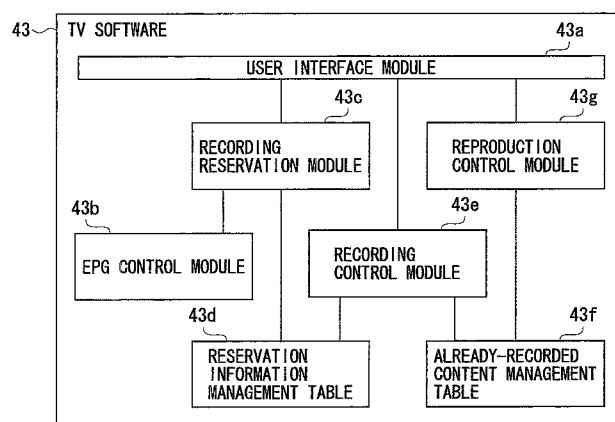 43
TV SOFTWARE
43a
USER INTERFACE MODULE
43c
43g
RECORDING
RESERVATION MODULE
REPRODUCTION
CONTROL MODULE
43b
43e
EPG CONTROL MODULE
RECORDING
CONTROL MODULE
43d
43f
RESERVATION
INFORMATION
MANAGEMENT TABLE
ALREADY-RECORDED
CONTENT MANAGEMENT
TABLE